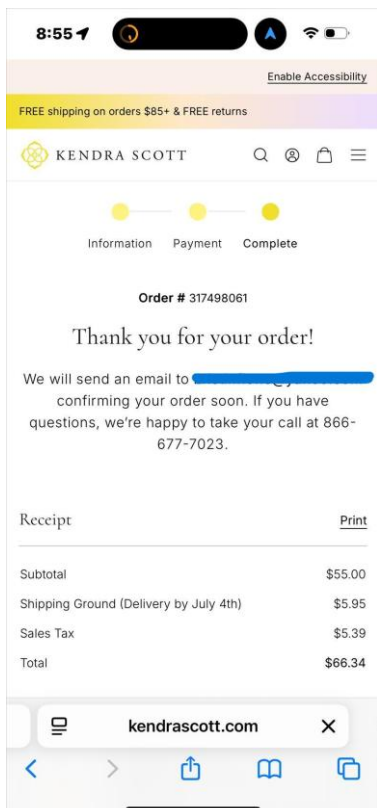 8:55
Enable Accessibility
FREE shipping on orders $85+ & FREE returns
KENDRA SCOTT
Information Payment Complete
Order # 317498061
Thank you for your order!
We will send an email to
confirming your order soon. If you have
questions, we're happy to take your call at 866-
677-7023.
Receipt Print
Subtotal $55.00
Shipping Ground (Delivery by July 4th) $5.95
Sales Tax $5.39
Total $66.34
kendrascott.com